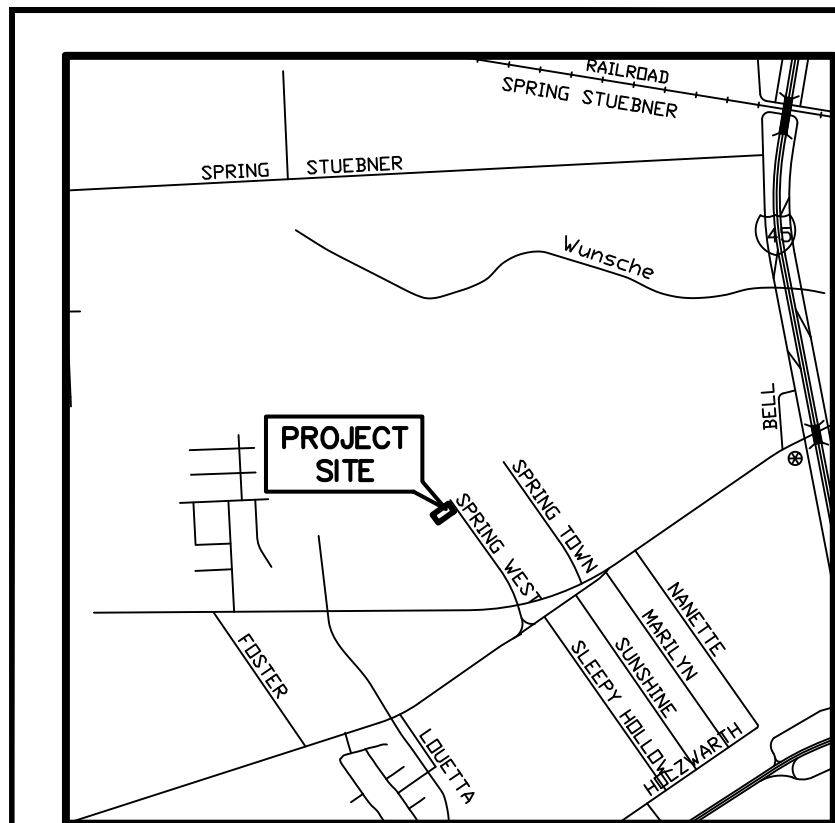 RAILROAD
SPRING STUEBNER
SPRING STUEBNER
Wunsche
45
BELL
PROJECT
SITE
SPRING TOWN
SPRING WEST
NANETTE
MARILYN
SUNSHINE
SLEEPY HOLLOW
FOSTER
LOUETTA
HOLZWARTH